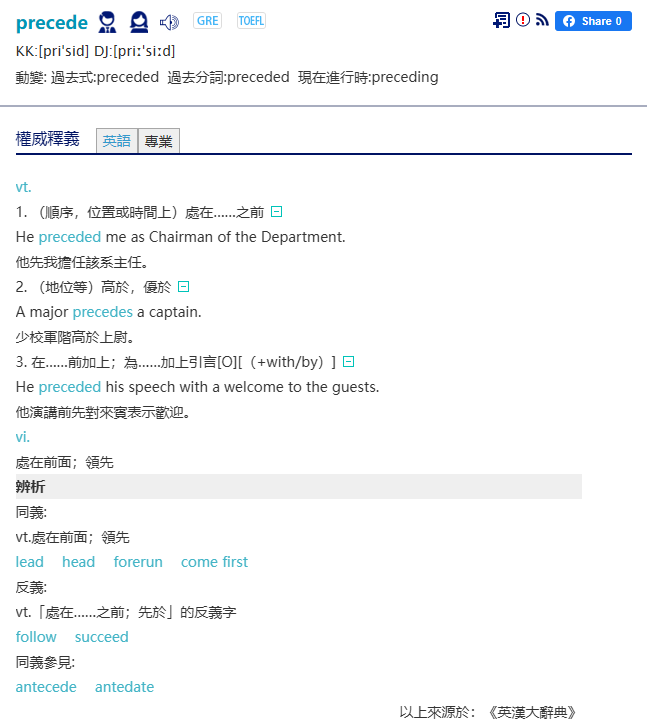 precede GRE TOEFL Share 0
KK:[pri'sid] DJ:[pri:'si:d]
動變: 過去式:preceded 過去分詞:preceded 現在進行時:preceding
權威釋義 英語 專業
vt.
1. （順序，位置或時間上）處在……之前
He preceded me as Chairman of the Department.
他先我擔任該系主任。
2. （地位等）高於，優於
A major precedes a captain.
少校軍階高於上尉。
3. 在……前加上；為……加上引言[O][（+with/by）]
He preceded his speech with a welcome to the guests.
他演講前先對來賓表示歡迎。
vi.
處在前面；領先
辨析
同義:
vt.處在前面；領先
lead head forerun come first
反義:
vt.「處在……之前；先於」的反義字
follow succeed
同義參見:
antecede antedate
以上來源於：《英漢大辭典》